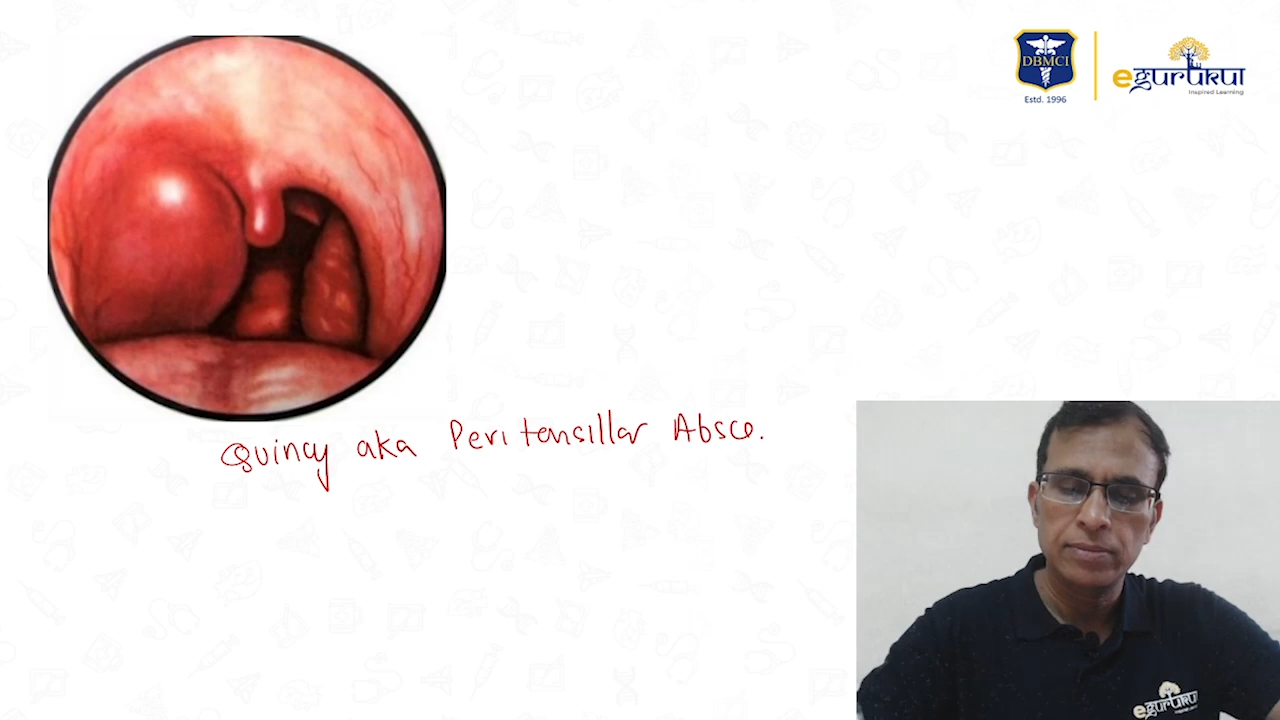 DBMCI
Estd. 1996
egurukul
Inspired Learning
Quincy aka Peritonsillar Absce.
egurukul